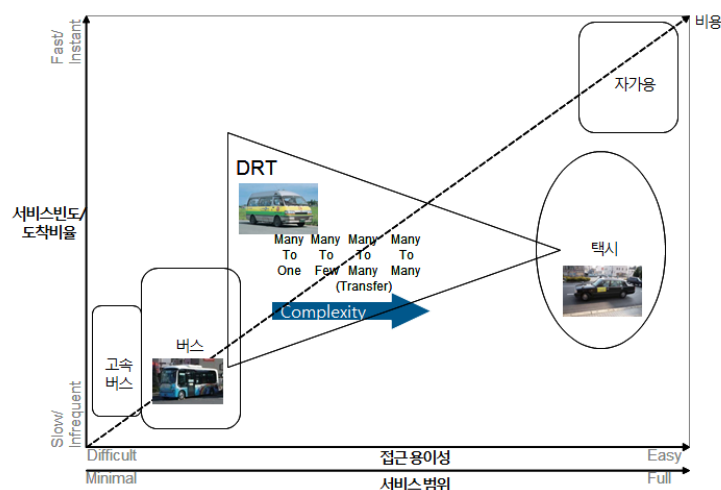 Fast/
Instant
비용
자가용
DRT
서비스빈도/
도착비율
Many Many Many Many
To To To To
One Few Many Many
(Transfer)
택시
Complexity
버스
고속
버스
Slow/
Infrequent
Difficult 접근 용이성 Easy
Minimal 서비스 범위 Full